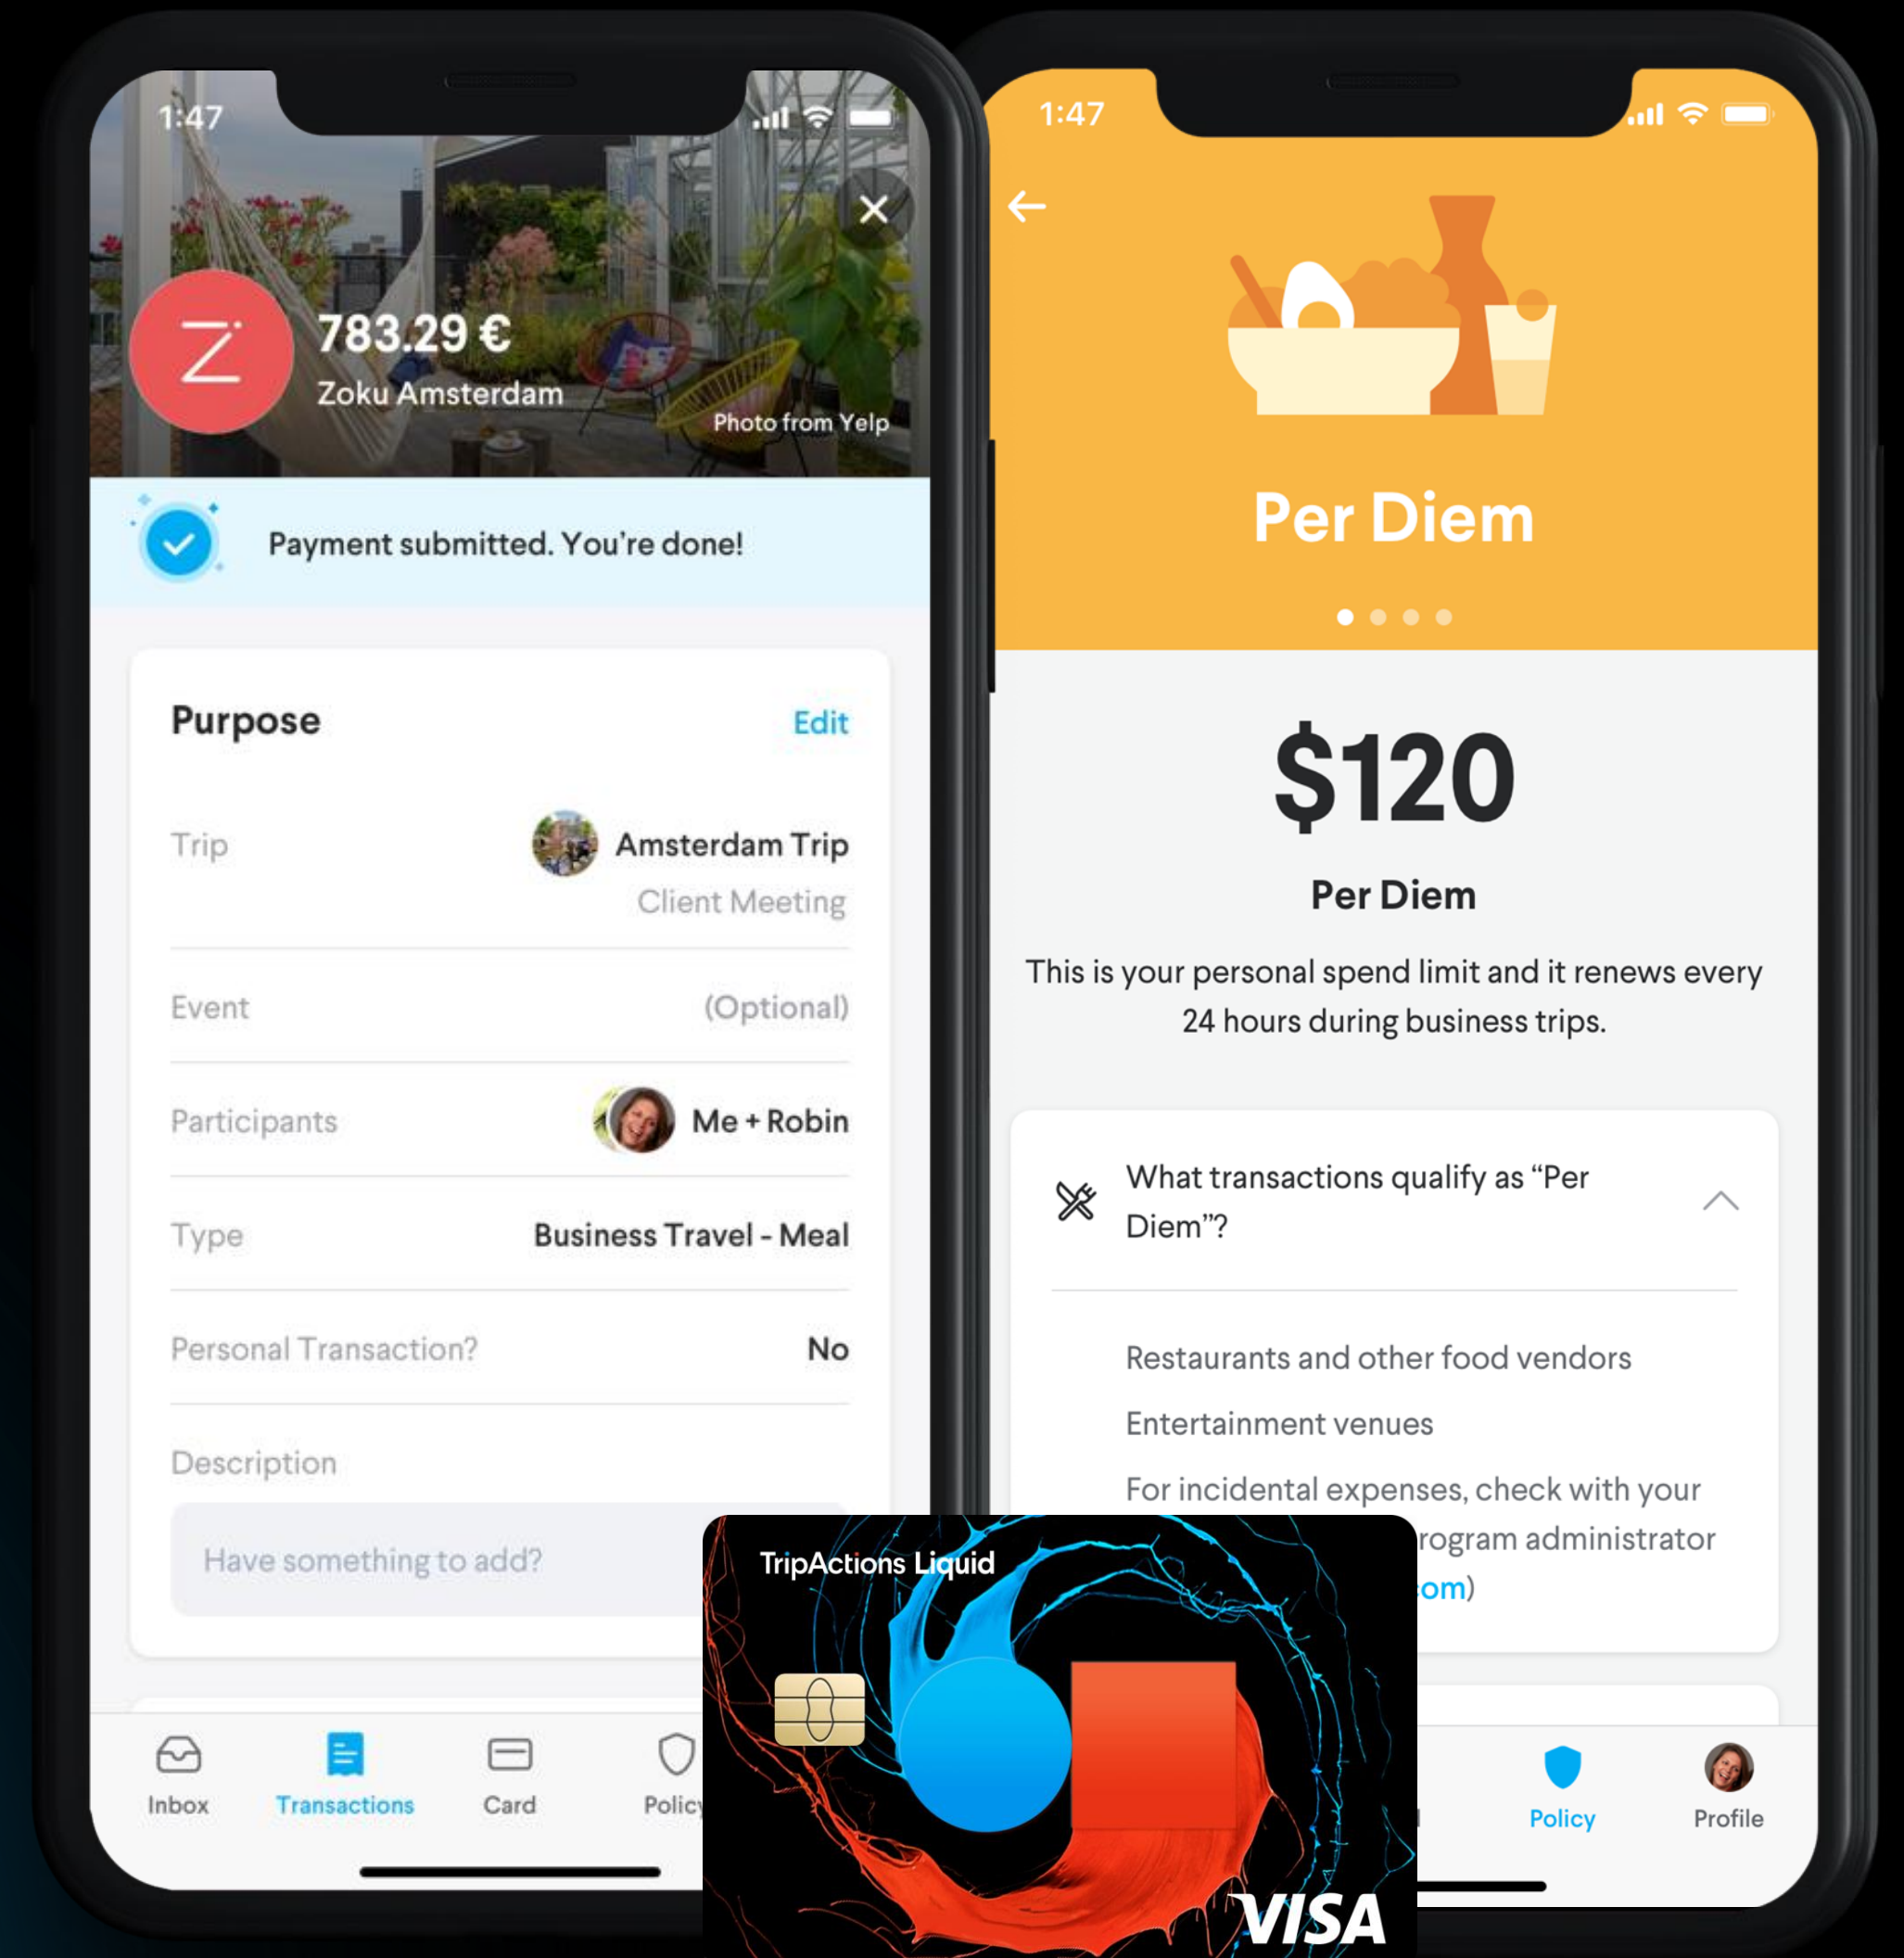 1:47
783.29 €
Zoku Amsterdam
Photo from Yelp
Payment submitted. You're done!
Purpose
Edit
Trip
Amsterdam Trip
Client Meeting
Event
(Optional)
Participants
Me + Robin
Type
Business Travel - Meal
Personal Transaction?
No
Description
Have something to add?
Inbox
Transactions
Card
Policy
1:47
Per Diem
$120
Per Diem
This is your personal spend limit and it renews every
24 hours during business trips.
What transactions qualify as “Per
Diem”?
Restaurants and other food vendors
Entertainment venues
For incidental expenses, check with your
administrator
Policy
Profile
TripActions Liquid
VISA